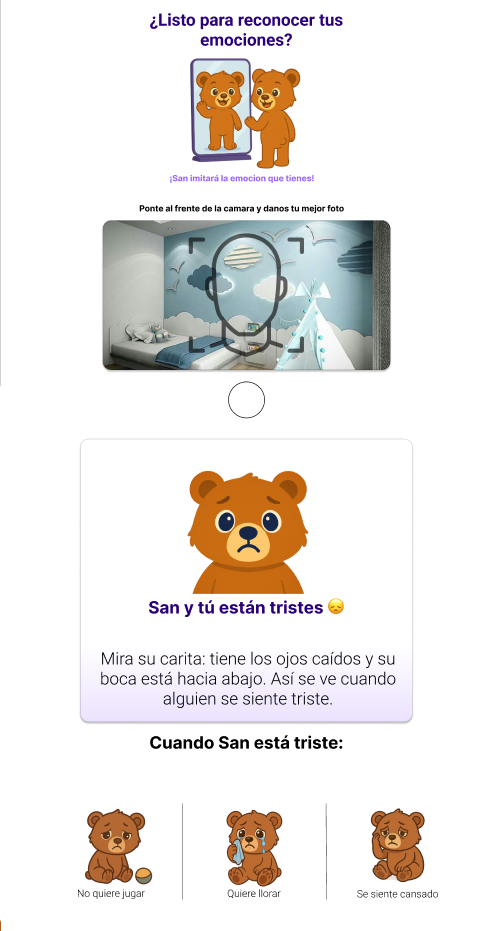 ¿Listo para reconocer tus
emociones?
¡San imitará la emocion que tienes!
Ponte al frente de la camara y danos tu mejor foto
San y tú están tristes 😞
Mira su carita: tiene los ojos caídos y su
boca está hacia abajo. Así se ve cuando
alguien se siente triste.
Cuando San está triste:
No quiere jugar
Quiere llorar
Se siente cansado